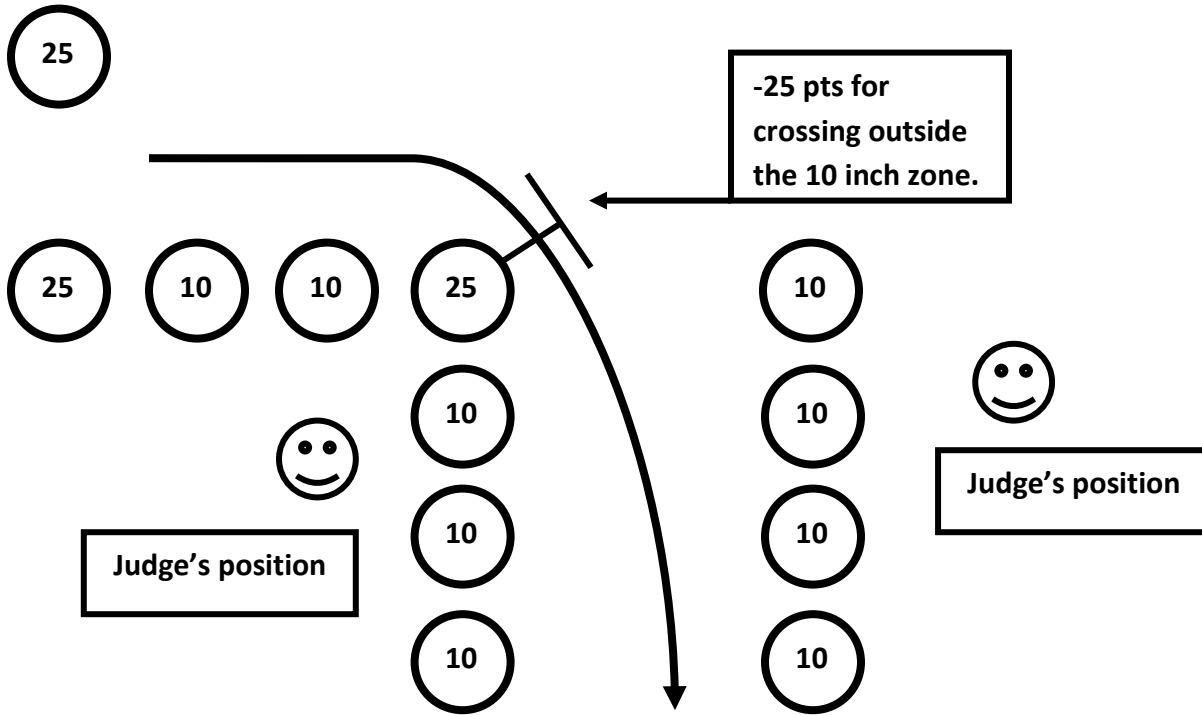 25
-25 pts for
crossing outside
the 10 inch zone.
25 10 10 25 10
10 10
Judge's position
10 10
Judge's position
10 10